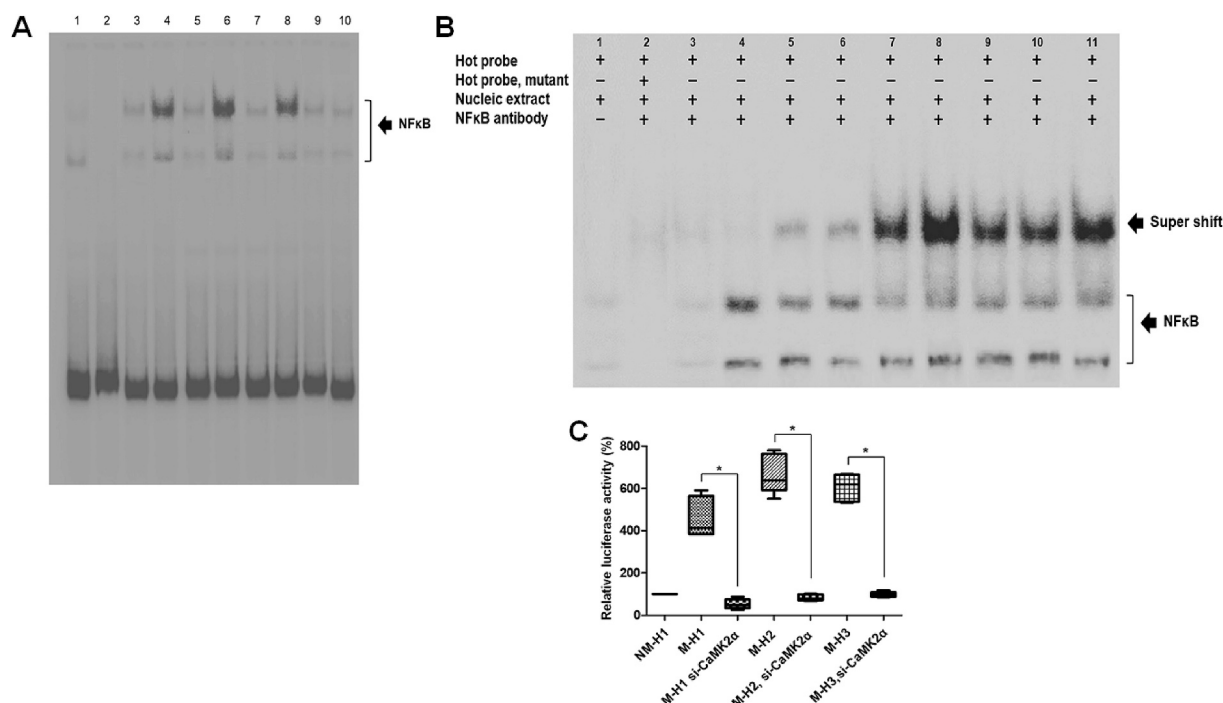 A
1 2 3 4 5 6 7 8 9 10
NFκB
B
1 2 3 4 5 6 7 8 9 10 11
Hot probe + + + + + + + + + + +
Hot probe, mutant – + – – – – – – – – –
Nucleic extract + + + + + + + + + + +
NFκB antibody – + + + + + + + + + +
Super shift
NFκB
C
Relative luciferase activity (%)
800
600
400
200
100
0
* * *
NM-H1
M-H1
M-H1 si-CaMK2α
M-H2
M-H2, si-CaMK2α
M-H3
M-H3, si-CaMK2α